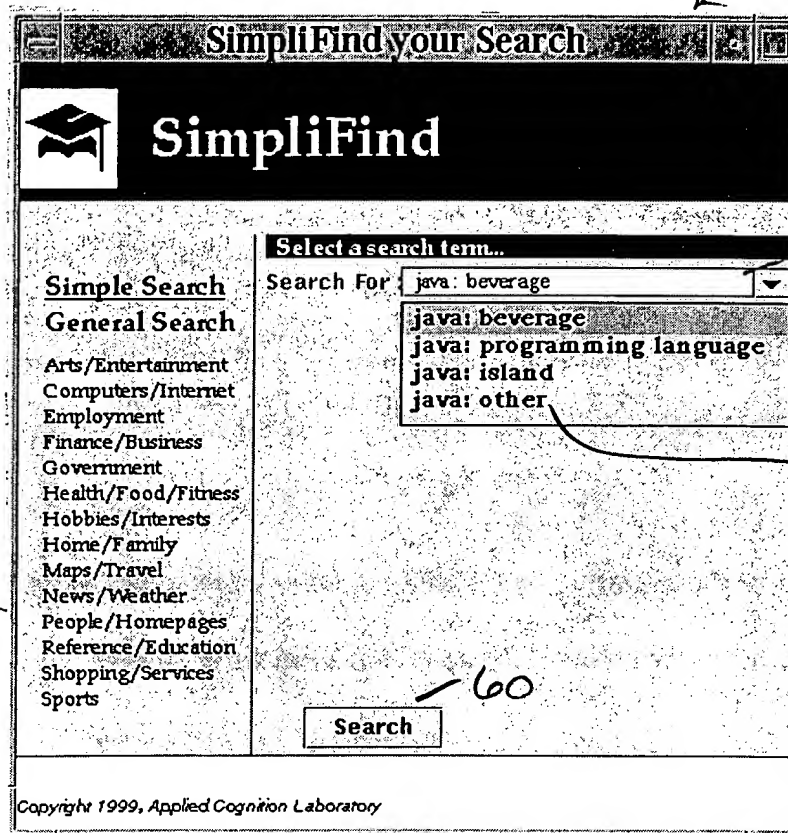 SimpliFind your Search
SimpliFind
Simple Search
General Search
Arts/Entertainment
Computers/Internet
Employment
Finance/Business
Government
Health/Food/Fitness
Hobbies/Interests
Home/Family
Maps/Travel
News/Weather
People/Homepages
Reference/Education
Shopping/Services
Sports
Select a search term...
Search For: java: beverage
java: beverage
java: programming language
java: island
java: other
60
Search
Copyright 1999, Applied Cognition Laboratory